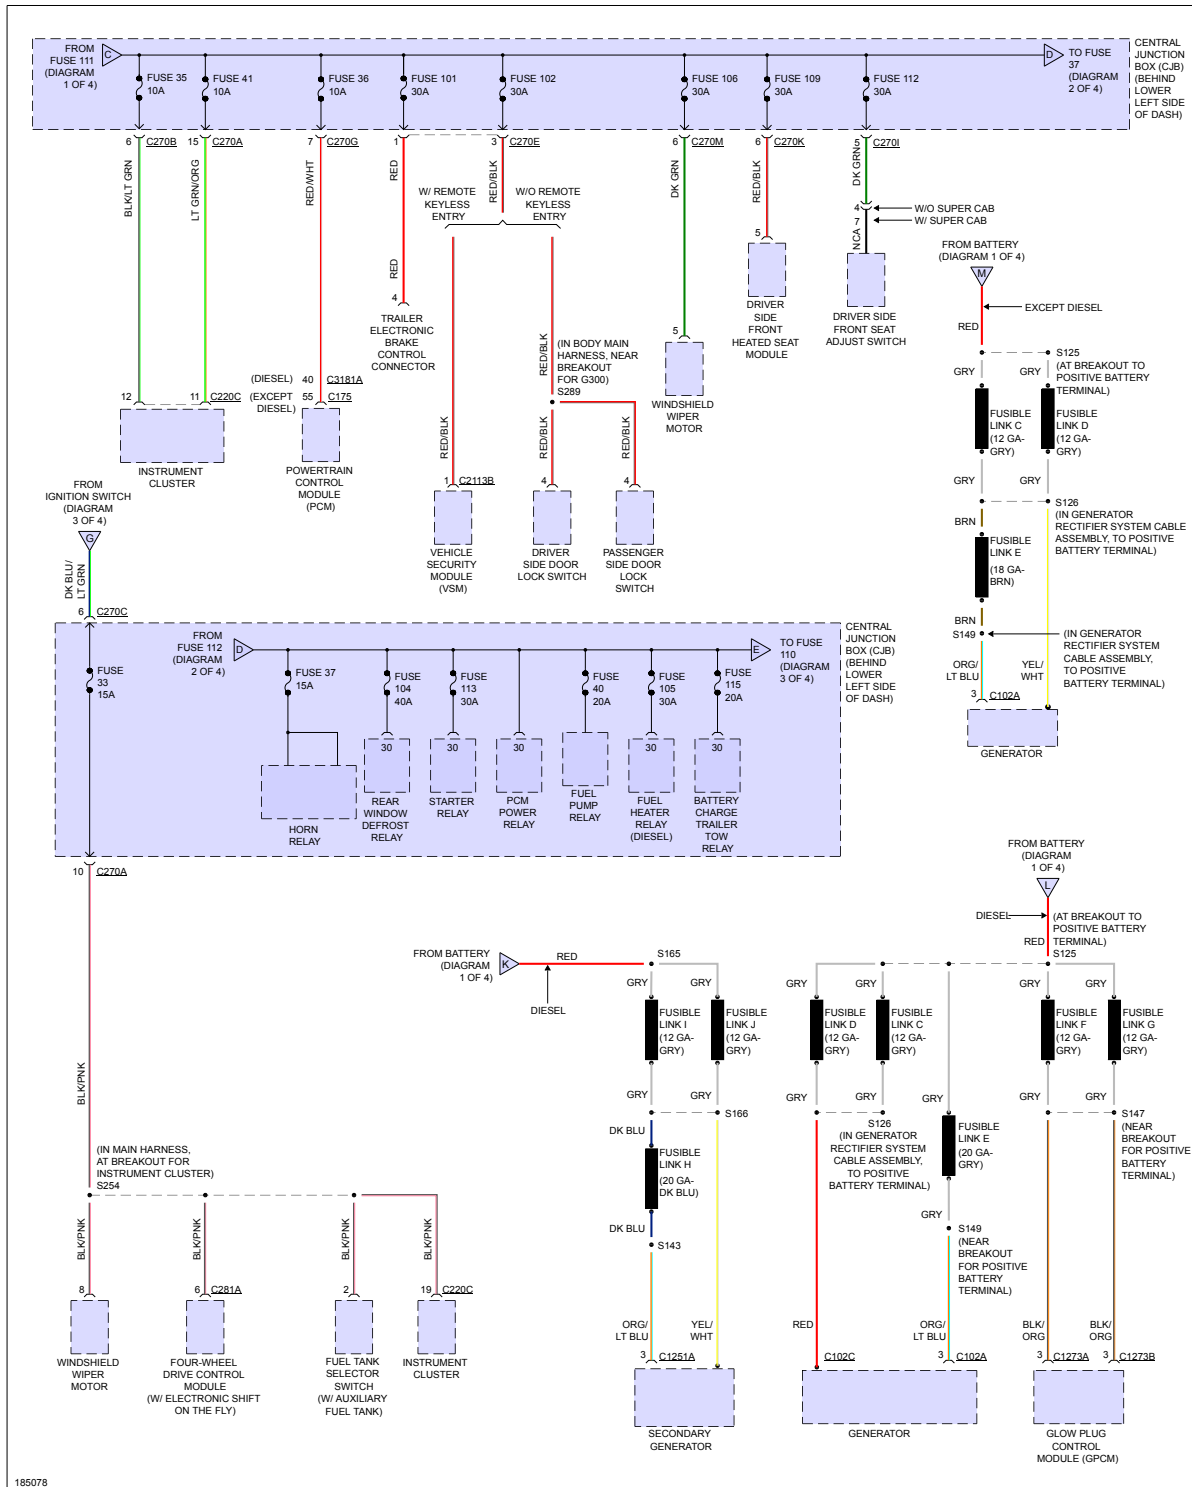 FROM
FUSE 111
(DIAGRAM
1 OF 4)
C
FUSE 35
10A
FUSE 41
10A
FUSE 36
10A
FUSE 101
30A
FUSE 102
30A
FUSE 106
30A
FUSE 109
30A
FUSE 112
30A
D
TO FUSE
37
(DIAGRAM
2 OF 4)
CENTRAL
JUNCTION
BOX (CJB)
(BEHIND
LOWER
LEFT SIDE
OF DASH)
6 C270B
15 C270A
7 C270G
1
3 C270E
6 C270M
6 C270K
5 C270I
BLK/LT GRN
LT GRN/ORG
RED/WHT
RED
RED/BLK
DK GRN
RED/BLK
DK GRN
W/ REMOTE
KEYLESS
ENTRY
W/O REMOTE
KEYLESS
ENTRY
4
W/O SUPER CAB
7
W/ SUPER CAB
NCA
RED
5
4
5
TRAILER
ELECTRONIC
BRAKE
CONTROL
CONNECTOR
DRIVER
SIDE
FRONT
HEATED SEAT
MODULE
DRIVER SIDE
FRONT SEAT
ADJUST SWITCH
FROM BATTERY
(DIAGRAM 1 OF 4)
M
EXCEPT DIESEL
RED
S125
(AT BREAKOUT TO
POSITIVE BATTERY
TERMINAL)
GRY
GRY
FUSIBLE
LINK C
(12 GA-
GRY)
FUSIBLE
LINK D
(12 GA-
GRY)
GRY
GRY
S126
(IN GENERATOR
RECTIFIER SYSTEM CABLE
ASSEMBLY, TO POSITIVE
BATTERY TERMINAL)
BRN
FUSIBLE
LINK E
(18 GA-
BRN)
BRN
S149
(IN GENERATOR
RECTIFIER SYSTEM
CABLE ASSEMBLY,
TO POSITIVE
BATTERY TERMINAL)
ORG/
LT BLU
YEL/
WHT
3 C102A
GENERATOR
(IN BODY MAIN
HARNESS, NEAR
BREAKOUT
FOR G300)
S289
RED/BLK
WINDSHIELD
WIPER
MOTOR
(DIESEL) 40 C3181A
(EXCEPT
DIESEL) 55 C175
12
11 C220C
INSTRUMENT
CLUSTER
POWERTRAIN
CONTROL
MODULE
(PCM)
RED/BLK
RED/BLK
RED/BLK
1 C2113B
4
4
VEHICLE
SECURITY
MODULE
(VSM)
DRIVER
SIDE DOOR
LOCK SWITCH
PASSENGER
SIDE DOOR
LOCK
SWITCH
FROM
IGNITION SWITCH
(DIAGRAM
3 OF 4)
G
DK BLU/
LT GRN
6 C270C
FUSE
33
15A
FROM
FUSE 112
(DIAGRAM
2 OF 4)
D
FUSE 37
15A
FUSE
104
40A
FUSE
113
30A
FUSE
40
20A
FUSE
105
30A
FUSE
115
20A
E
TO FUSE
110
(DIAGRAM
3 OF 4)
CENTRAL
JUNCTION
BOX (CJB)
(BEHIND
LOWER
LEFT SIDE
OF DASH)
30
30
30
30
30
HORN
RELAY
REAR
WINDOW
DEFROST
RELAY
STARTER
RELAY
PCM
POWER
RELAY
FUEL
PUMP
RELAY
FUEL
HEATER
RELAY
(DIESEL)
BATTERY
CHARGE
TRAILER
TOW
RELAY
10 C270A
BLK/PNK
(IN MAIN HARNESS,
AT BREAKOUT FOR
INSTRUMENT CLUSTER)
S254
BLK/PNK
BLK/PNK
BLK/PNK
BLK/PNK
8
6 C281A
2
19 C220C
WINDSHIELD
WIPER
MOTOR
FOUR-WHEEL
DRIVE CONTROL
MODULE
(W/ ELECTRONIC SHIFT
ON THE FLY)
FUEL TANK
SELECTOR
SWITCH
(W/ AUXILIARY
FUEL TANK)
INSTRUMENT
CLUSTER
FROM BATTERY
(DIAGRAM
1 OF 4)
K
RED
DIESEL
S165
GRY
GRY
FUSIBLE
LINK I
(12 GA-
GRY)
FUSIBLE
LINK J
(12 GA-
GRY)
GRY
GRY
S166
DK BLU
FUSIBLE
LINK H
(20 GA-
DK BLU)
DK BLU
S143
ORG/
LT BLU
YEL/
WHT
3 C1251A
SECONDARY
GENERATOR
FROM BATTERY
(DIAGRAM
1 OF 4)
L
DIESEL
(AT BREAKOUT TO
POSITIVE BATTERY
TERMINAL)
RED
S125
GRY
GRY
GRY
GRY
GRY
FUSIBLE
LINK D
(12 GA-
GRY)
FUSIBLE
LINK C
(12 GA-
GRY)
FUSIBLE
LINK F
(12 GA-
GRY)
FUSIBLE
LINK G
(12 GA-
GRY)
GRY
GRY
GRY
GRY
GRY
S126
(IN GENERATOR
RECTIFIER SYSTEM
CABLE ASSEMBLY,
TO POSITIVE
BATTERY TERMINAL)
FUSIBLE
LINK E
(20 GA-
GRY)
S147
(NEAR
BREAKOUT
FOR POSITIVE
BATTERY
TERMINAL)
GRY
S149
(NEAR
BREAKOUT
FOR POSITIVE
BATTERY
TERMINAL)
RED
ORG/
LT BLU
BLK/
ORG
BLK/
ORG
C102C
3 C102A
3 C1273A
3 C1273B
GENERATOR
GLOW PLUG
CONTROL
MODULE (GPCM)
185078